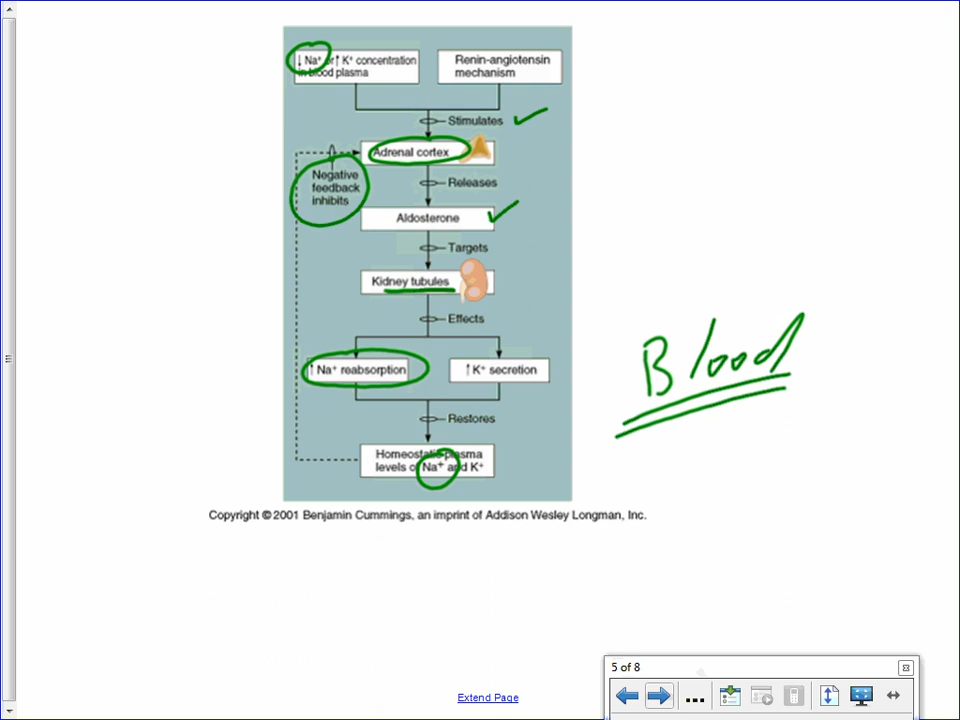 ↓ Na⁺ or ↑ K⁺ concentration
in blood plasma
Renin-angiotensin
mechanism
Stimulates
Adrenal cortex
Negative
feedback
inhibits
Releases
Aldosterone
Targets
Kidney tubules
Effects
↑ Na⁺ reabsorption
↑ K⁺ secretion
Restores
Homeostatic plasma
levels of Na⁺ and K⁺
Blood
Copyright © 2001 Benjamin Cummings, an imprint of Addison Wesley Longman, Inc.
Extend Page
5 of 8